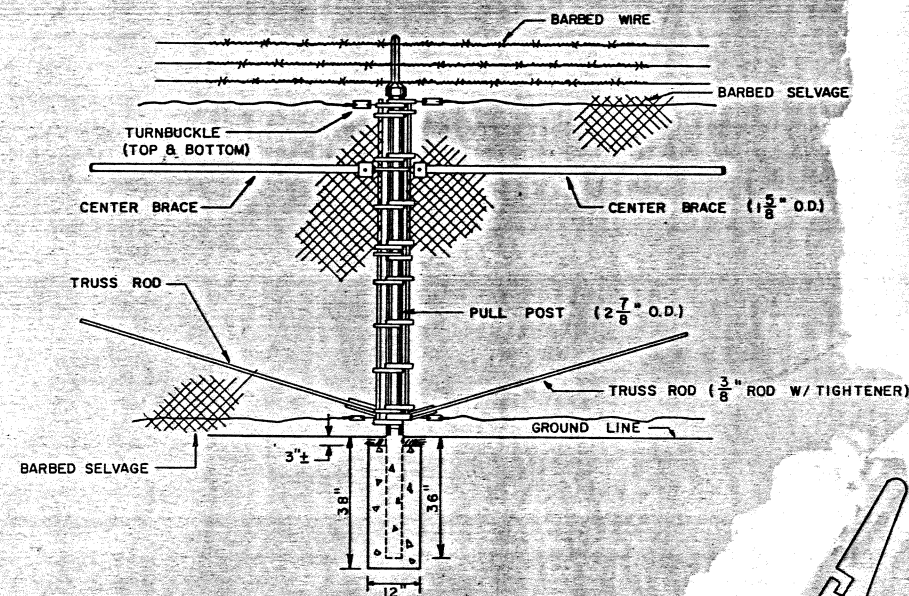 BARBED WIRE
BARBED SELVAGE
TURNBUCKLE
(TOP & BOTTOM)
CENTER BRACE
CENTER BRACE (1 5/8" O.D.)
TRUSS ROD
PULL POST (2 7/8" O.D.)
TRUSS ROD (3/8" ROD W/ TIGHTENER)
GROUND LINE
BARBED SELVAGE
3"±
38"
36"
12"